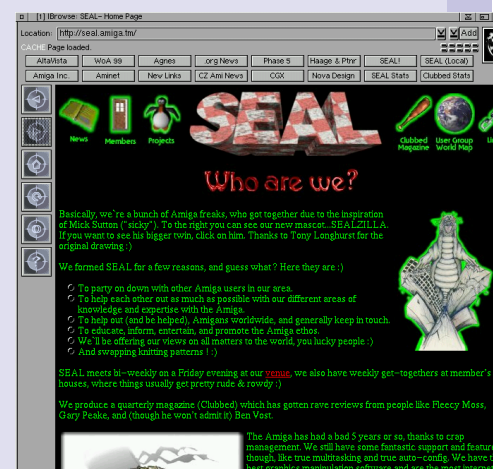 [1] IBrowse: SEAL- Home Page
Location: http://seal.amiga.tm/ Add
CACHE Page loaded.
AltaVista WoA 99 Agnes .org News Phase 5 Haage & Ptnr SEAL! SEAL (Local)
Amiga Inc. Aminet New Links CZ Ami News CGX Nova Design SEAL Stats Clubbed Stats
SEAL
News Members Projects Clubbed Magazine User Group World Map
Who are we?
Basically, we're a bunch of Amiga freaks, who got together due to the inspiration
of Mick Sutton ("sicky"). To the right you can see our new mascot...SEALZILLA.
If you want to see his bigger twin, click on him. Thanks to Tony Longhurst for the
original drawing :)
We formed SEAL for a few reasons, and guess what ? Here they are :)
To party on down with other Amiga users in our area.
To help each other out as much as possible with our different areas of
knowledge and expertise with the Amiga.
To help out (and be helped), Amigans worldwide, and generally keep in touch.
To educate, inform, entertain, and promote the Amiga ethos.
We'll be offering our views on all matters to the world, you lucky people :)
And swapping knitting patterns ! :)
SEAL meets bi-weekly on a Friday evening at our venue, we also have weekly get-togethers at member's
houses, where things usually get pretty rude & rowdy :)
We produce a quarterly magazine (Clubbed) which has gotten rave reviews from people like Fleecy Moss,
Gary Peake, and (though he won't admit it) Ben Vost.
The Amiga has had a bad 5 years or so, thanks to crap
management. We still have some fantastic support and feature
though, like true multitasking and true auto-config. We have t
best graphics manipulation software and are the most internet